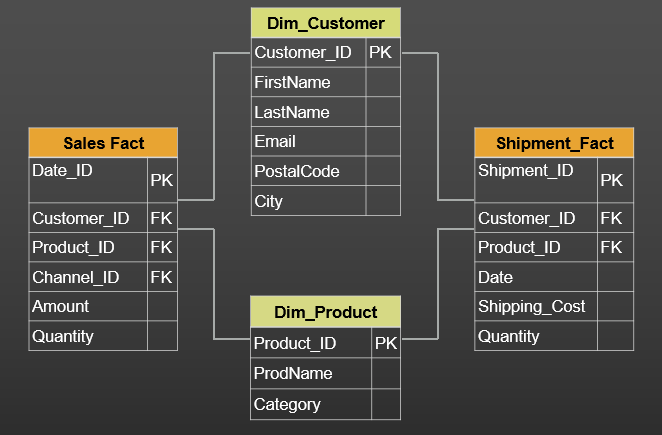 Dim_Customer
Customer_ID PK
FirstName
LastName
Email
PostalCode
City
Sales Fact
Date_ID PK
Customer_ID FK
Product_ID FK
Channel_ID FK
Amount
Quantity
Shipment_Fact
Shipment_ID PK
Customer_ID FK
Product_ID FK
Date
Shipping_Cost
Quantity
Dim_Product
Product_ID PK
ProdName
Category